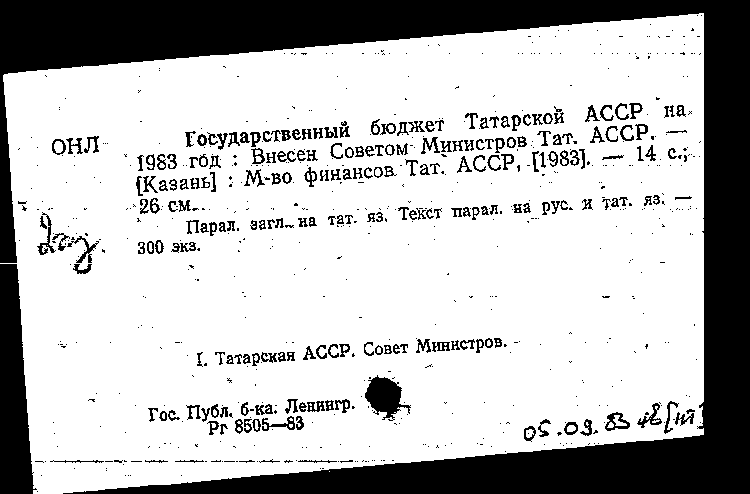 ОНЛ
Государственный бюджет Татарской АССР на
1983 год : Внесен Советом Министров Тат. АССР. —
[Казань] : М-во финансов Тат. АССР, [1983]. — 14 с.;
26 см.
Парал. загл. на тат. яз. Текст парал. на рус. и тат. яз. —
300 экз.
I. Татарская АССР. Совет Министров.
Гос. Публ. б-ка. Ленингр.
Рг 8505—83
05.09.83